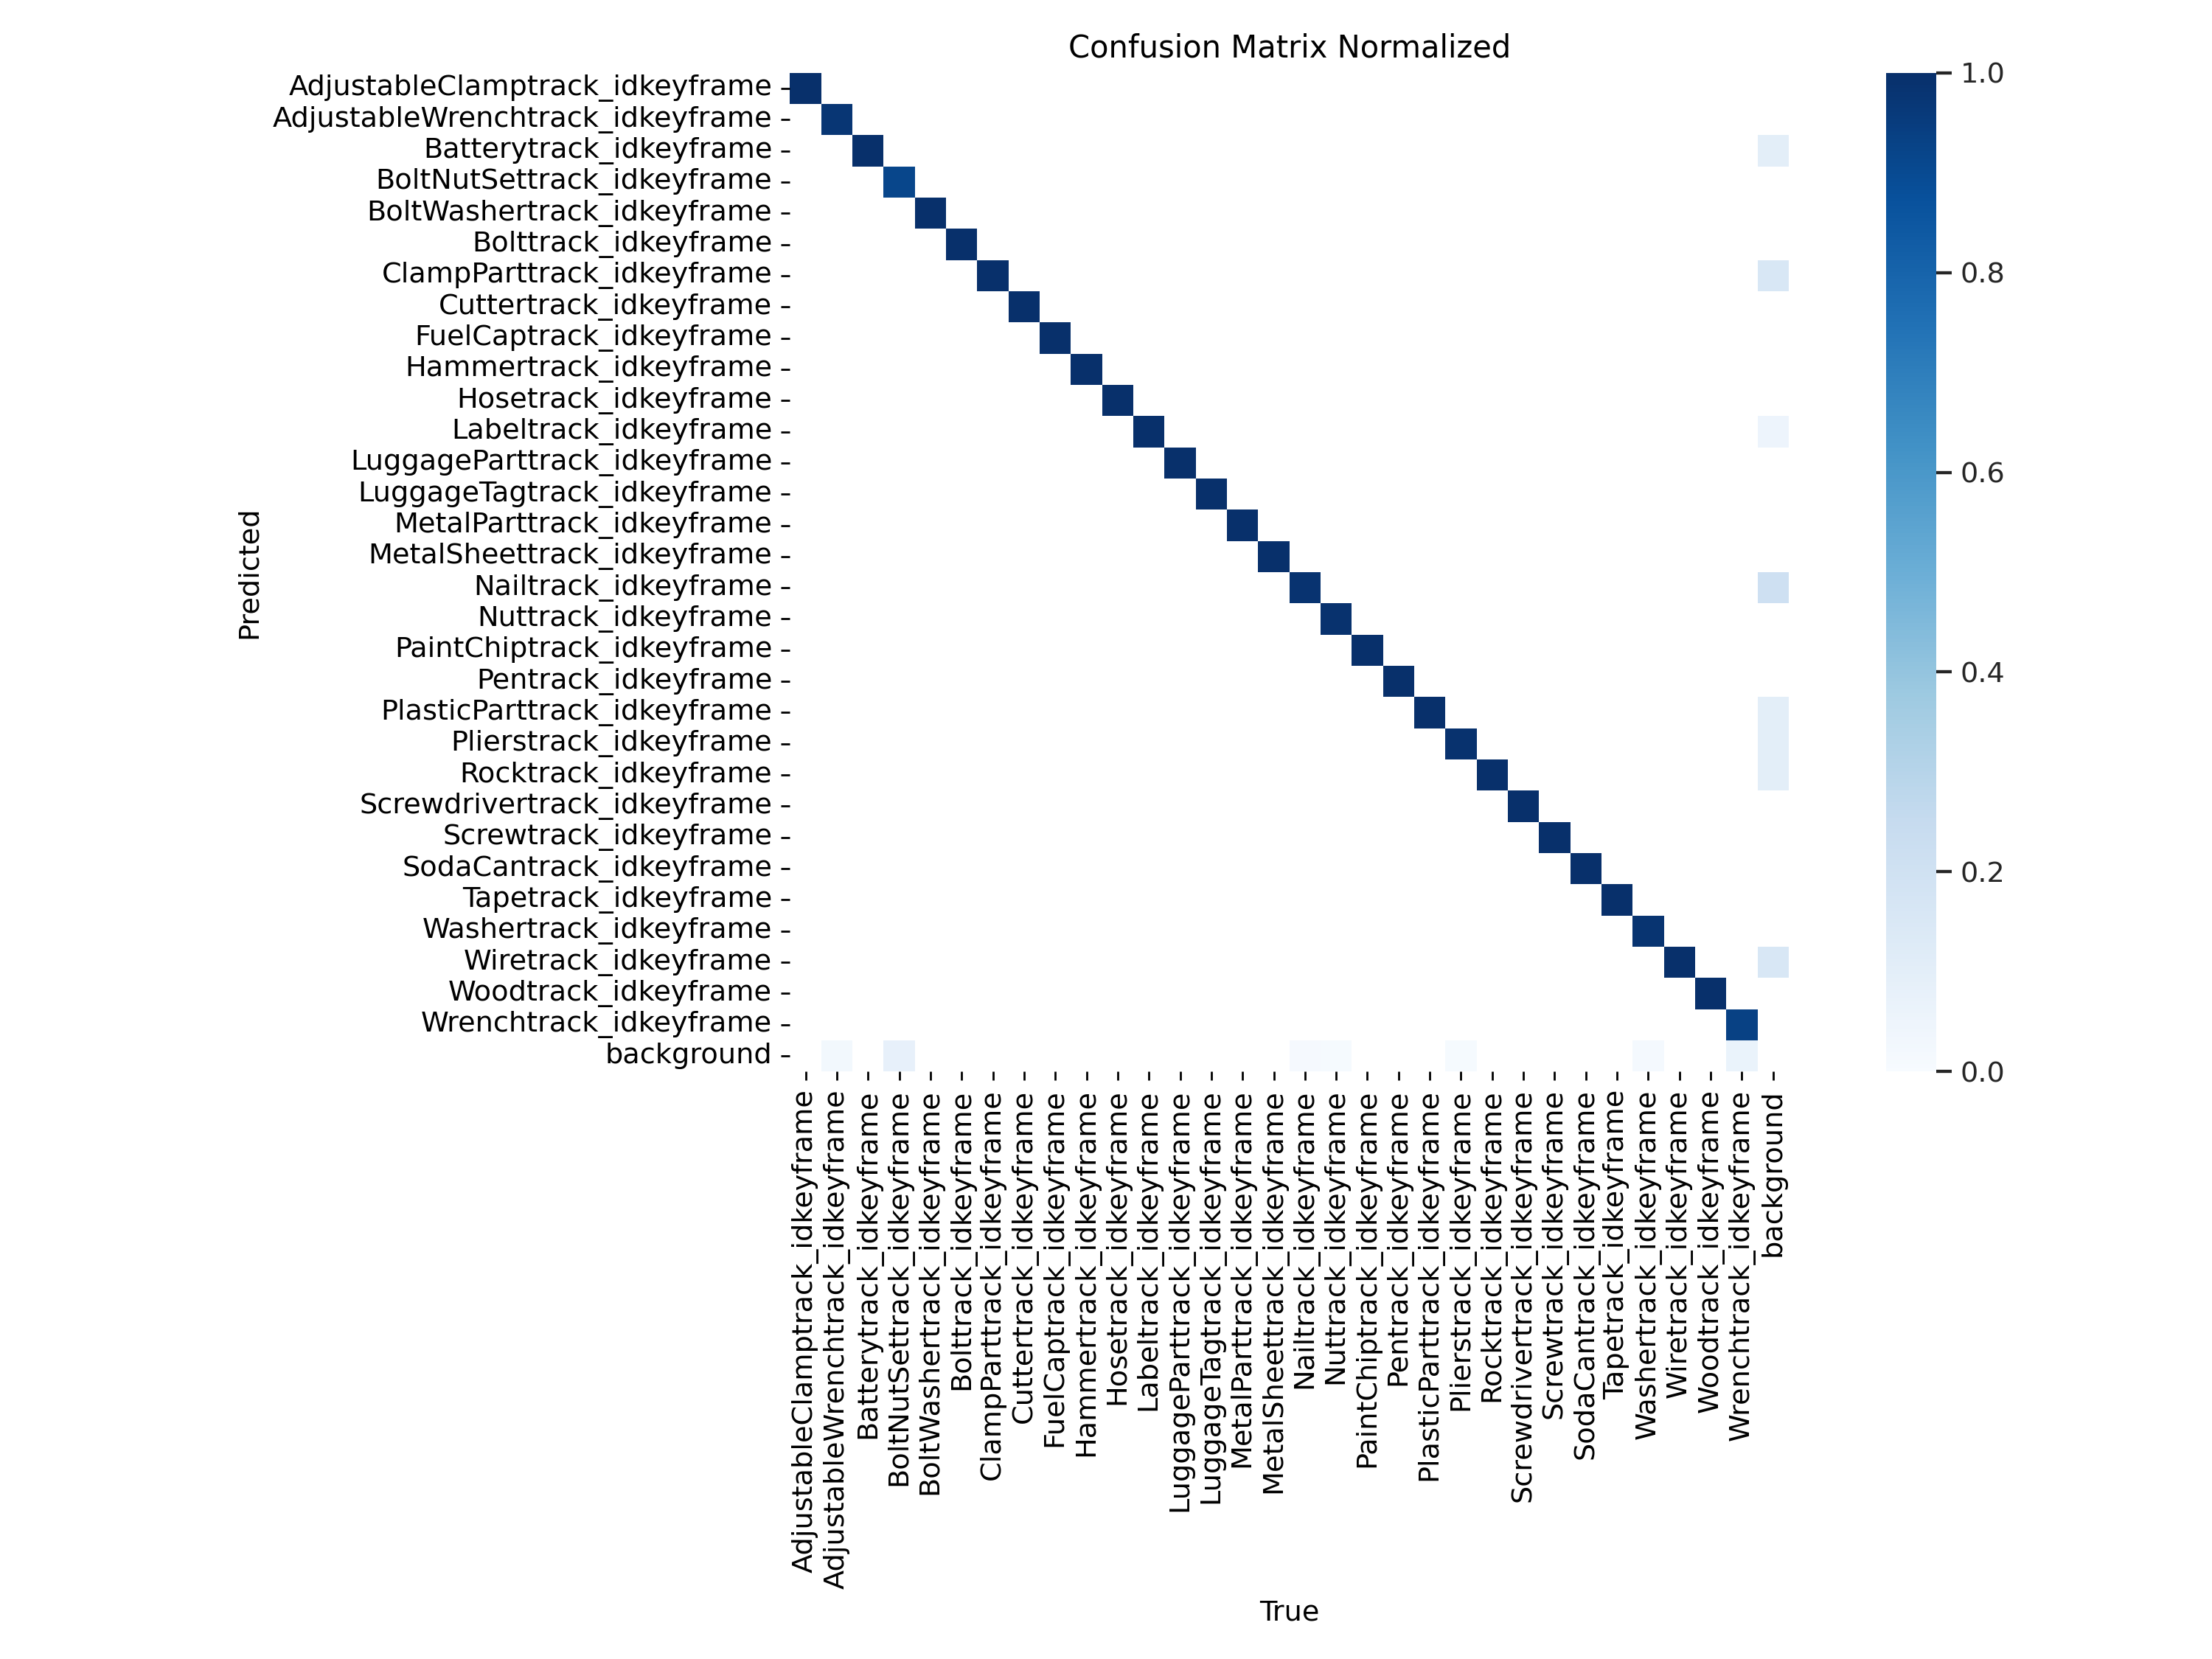 Confusion Matrix Normalized
AdjustableClamptrack_idkeyframe
AdjustableWrenchtrack_idkeyframe
Batterytrack_idkeyframe
BoltNutSettrack_idkeyframe
BoltWashertrack_idkeyframe
Bolttrack_idkeyframe
ClampParttrack_idkeyframe
Cuttertrack_idkeyframe
FuelCaptrack_idkeyframe
Hammertrack_idkeyframe
Hosetrack_idkeyframe
Labeltrack_idkeyframe
LuggageParttrack_idkeyframe
LuggageTagtrack_idkeyframe
MetalParttrack_idkeyframe
MetalSheettrack_idkeyframe
Nailtrack_idkeyframe
Nuttrack_idkeyframe
PaintChiptrack_idkeyframe
Pentrack_idkeyframe
PlasticParttrack_idkeyframe
Plierstrack_idkeyframe
Rocktrack_idkeyframe
Screwdrivertrack_idkeyframe
Screwtrack_idkeyframe
SodaCantrack_idkeyframe
Tapetrack_idkeyframe
Washertrack_idkeyframe
Wiretrack_idkeyframe
Woodtrack_idkeyframe
Wrenchtrack_idkeyframe
background
Predicted
AdjustableClamptrack_idkeyframe
AdjustableWrenchtrack_idkeyframe
Batterytrack_idkeyframe
BoltNutSettrack_idkeyframe
BoltWashertrack_idkeyframe
Bolttrack_idkeyframe
ClampParttrack_idkeyframe
Cuttertrack_idkeyframe
FuelCaptrack_idkeyframe
Hammertrack_idkeyframe
Hosetrack_idkeyframe
Labeltrack_idkeyframe
LuggageParttrack_idkeyframe
LuggageTagtrack_idkeyframe
MetalParttrack_idkeyframe
MetalSheettrack_idkeyframe
Nailtrack_idkeyframe
Nuttrack_idkeyframe
PaintChiptrack_idkeyframe
Pentrack_idkeyframe
PlasticParttrack_idkeyframe
Plierstrack_idkeyframe
Rocktrack_idkeyframe
Screwdrivertrack_idkeyframe
Screwtrack_idkeyframe
SodaCantrack_idkeyframe
Tapetrack_idkeyframe
Washertrack_idkeyframe
Wiretrack_idkeyframe
Woodtrack_idkeyframe
Wrenchtrack_idkeyframe
background
True
1.0
0.8
0.6
0.4
0.2
0.0